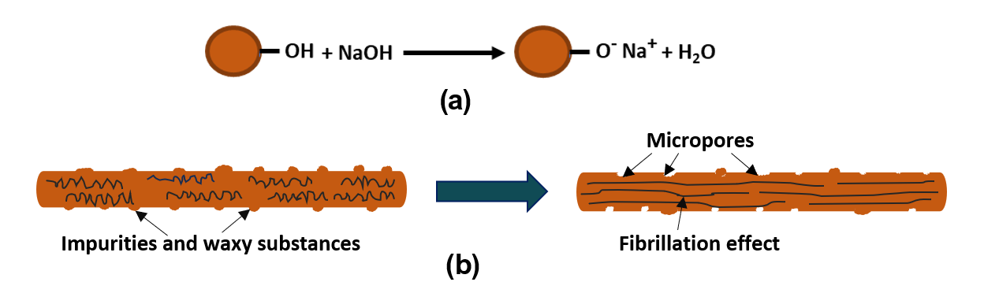 OH + NaOH O⁻ Na⁺ + H₂O
(a)
Micropores
Impurities and waxy substances Fibrillation effect
(b)